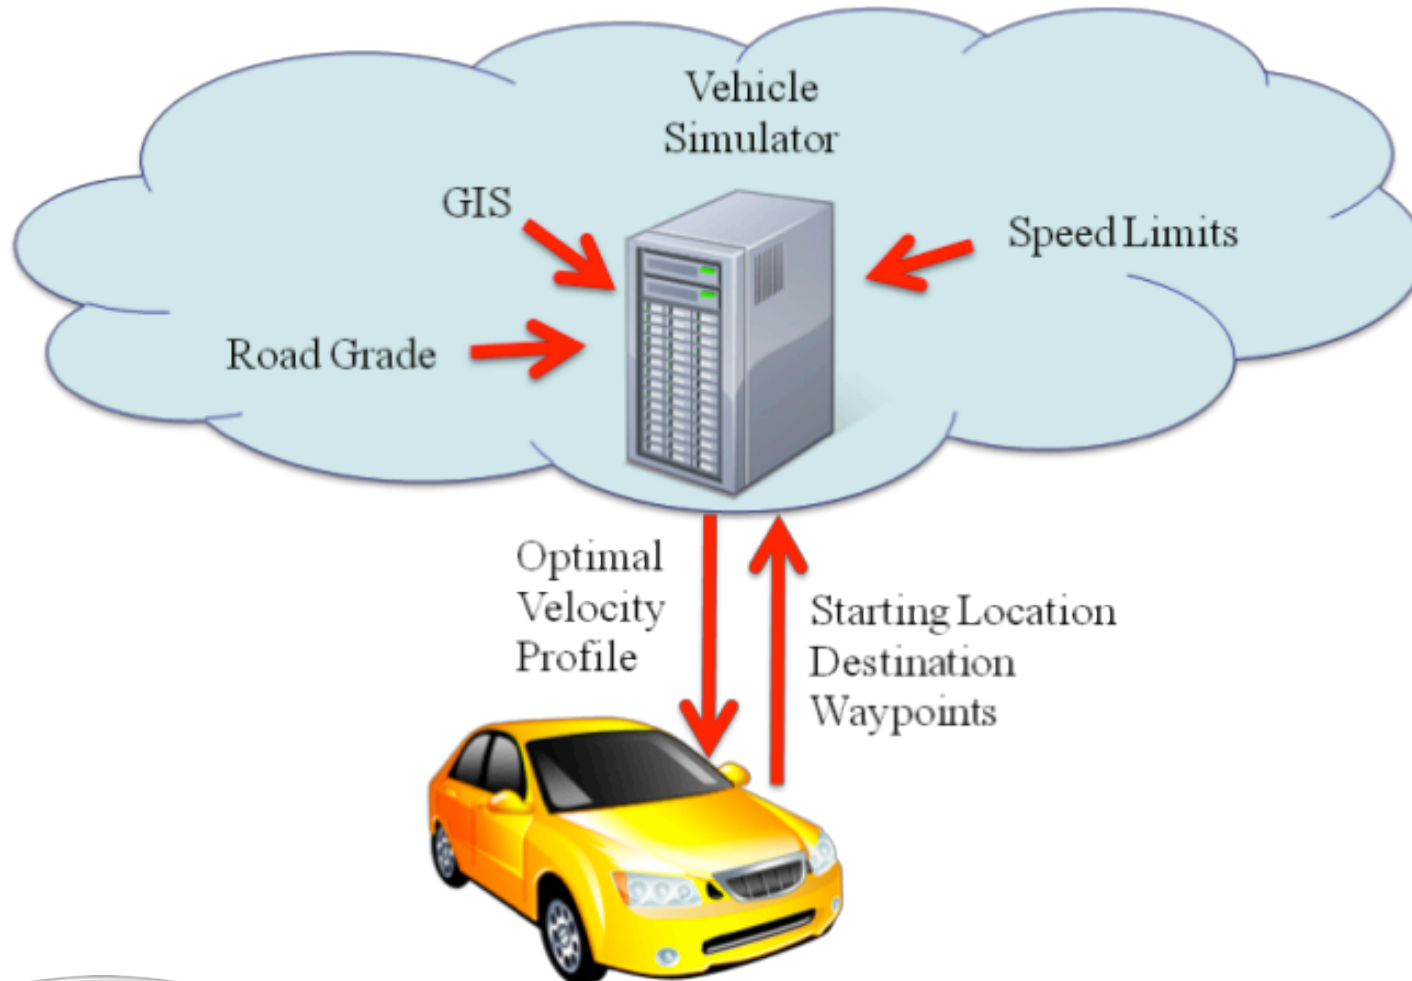 Vehicle
Simulator
GIS
Speed Limits
Road Grade
Optimal
Velocity
Profile
Starting Location
Destination
Waypoints